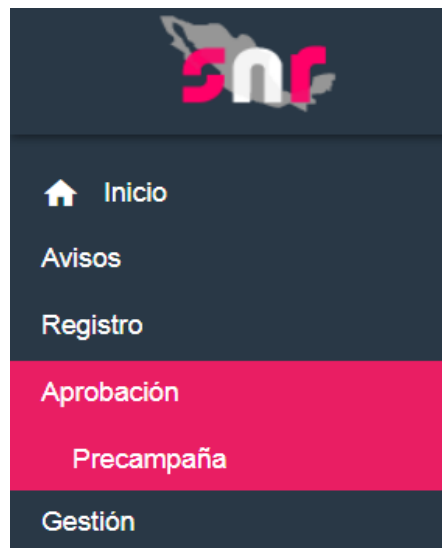 snr
Inicio
Avisos
Registro
Aprobación
Precampaña
Gestión